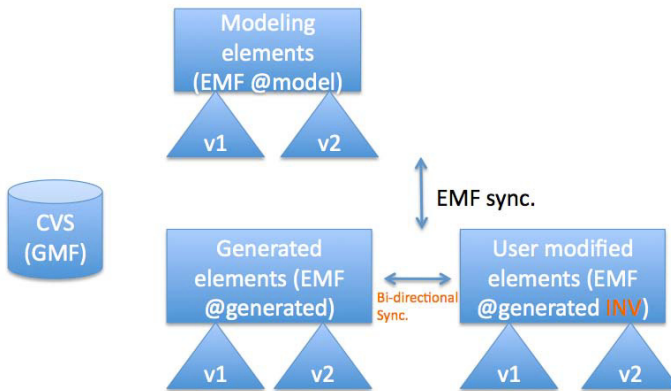 Modeling
elements
(EMF @model)
v1
v2
EMF sync.
CVS
(GMF)
Generated
elements (EMF
@generated)
v1
v2
Bi-directional
Sync.
User modified
elements (EMF
@generated INV)
v1
v2